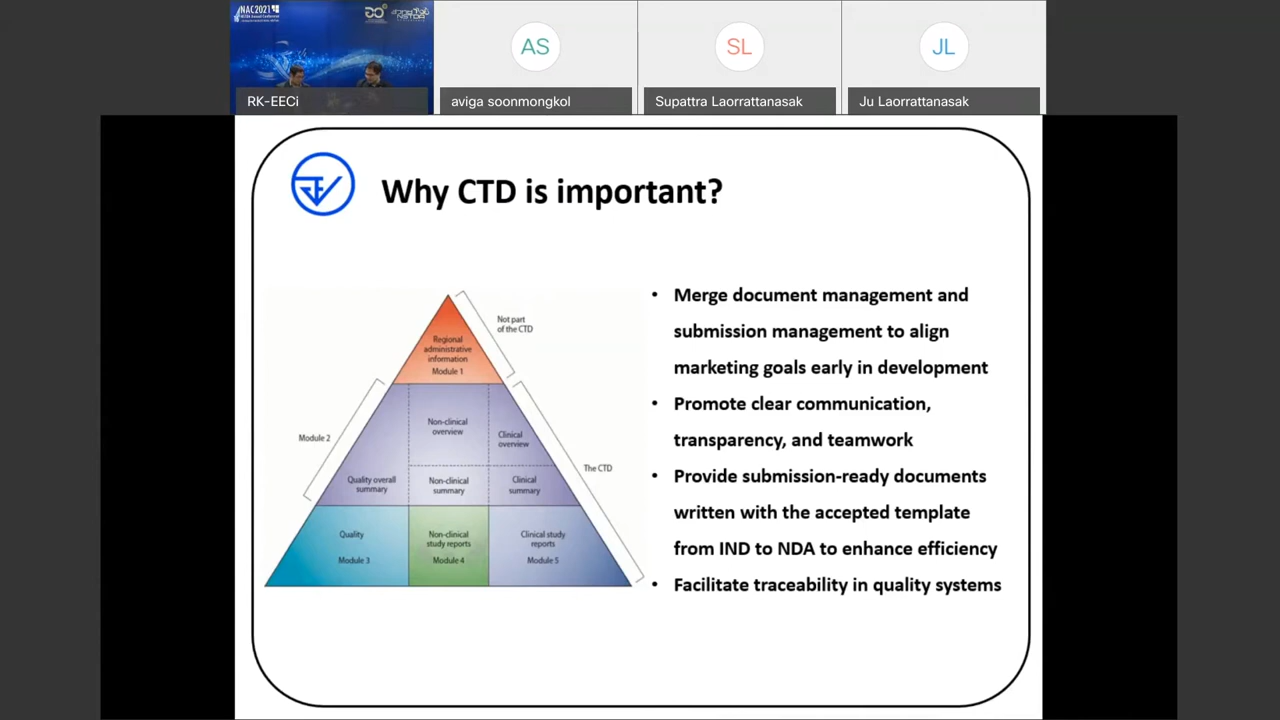 NAC2021
RK-EECi
AS
aviga soonmongkol
SL
Supattra Laorrattanasak
JL
Ju Laorrattanasak
Why CTD is important?
Not part
of the CTD
Regional
administrative
information
Module 1
Module 2
Non-clinical
overview
Clinical
overview
The CTD
Quality overall
summary
Non-clinical
summary
Clinical
summary
Quality
Module 3
Non-clinical
study reports
Module 4
Clinical study
reports
Module 5
• Merge document management and
submission management to align
marketing goals early in development
• Promote clear communication,
transparency, and teamwork
• Provide submission-ready documents
written with the accepted template
from IND to NDA to enhance efficiency
• Facilitate traceability in quality systems